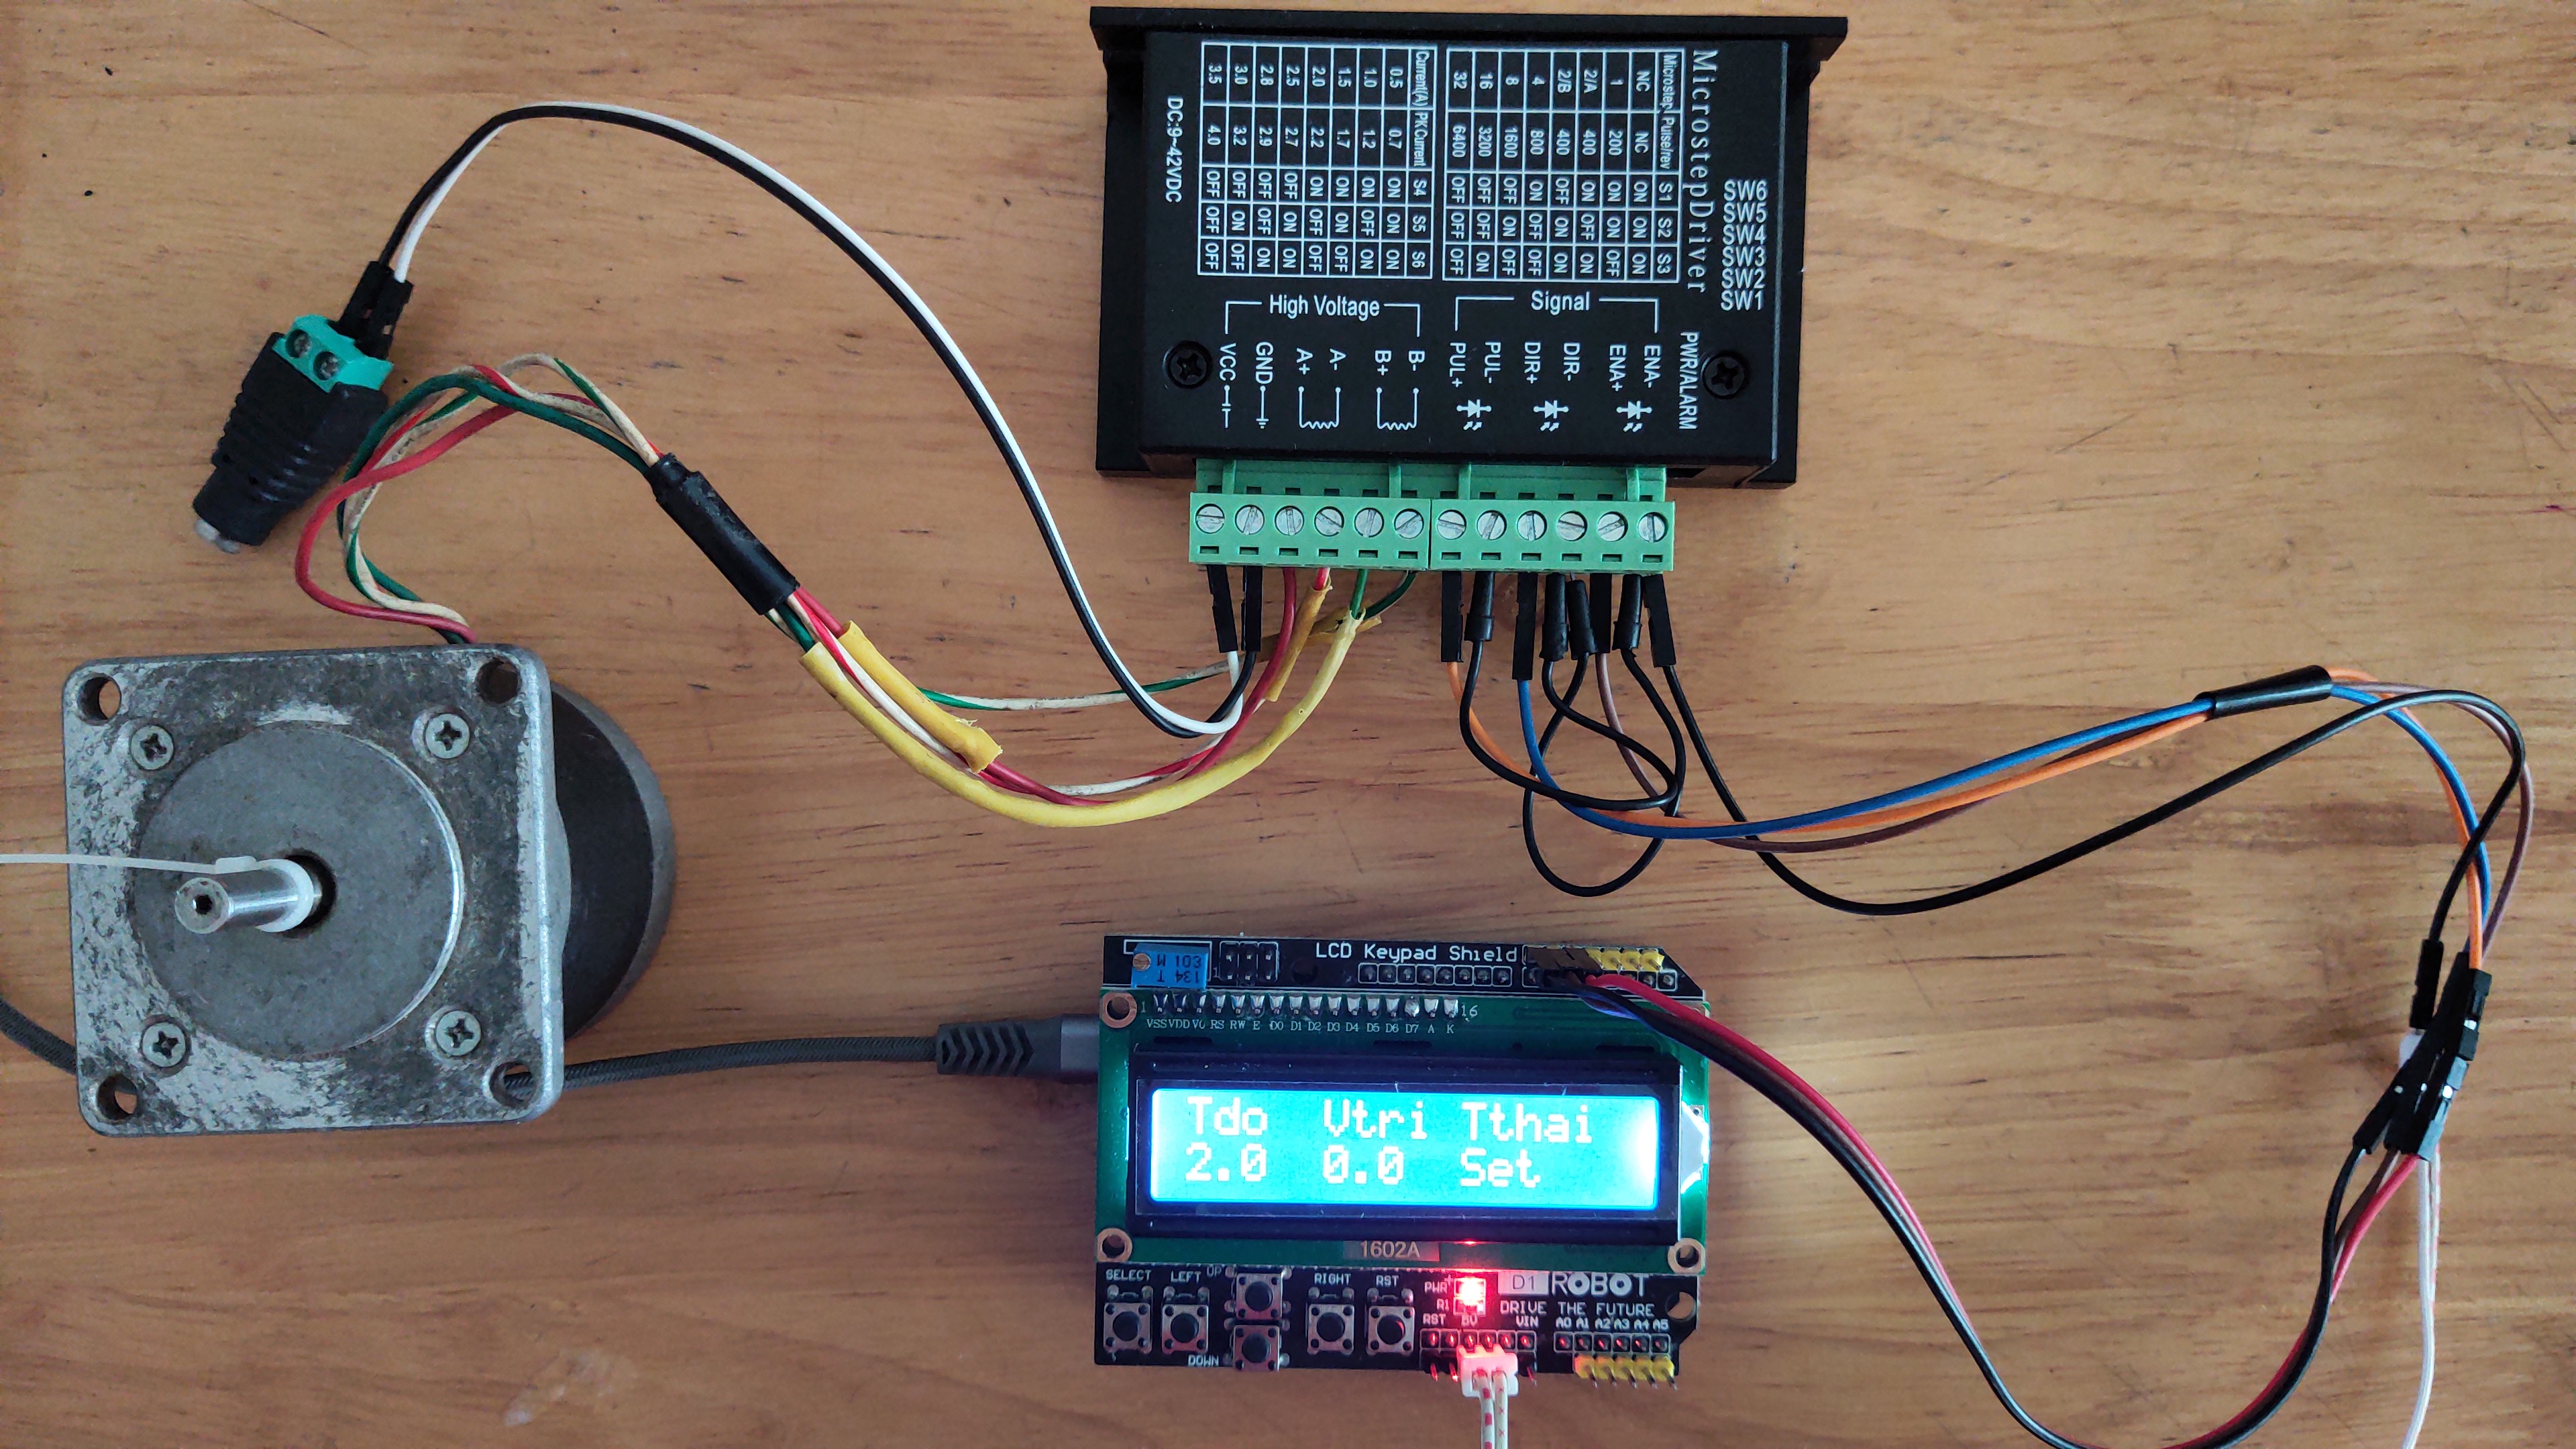 SW6
SW5
SW4
SW3
SW2
SW1
PWR/ALARM
MicrostepDriver
Microstep Pulse/rev S1 S2 S3
NC NC ON ON ON
1 200 ON ON OFF
2/A 400 ON OFF ON
2/B 400 OFF ON ON
4 800 ON OFF OFF
8 1600 OFF ON OFF
16 3200 OFF OFF ON
32 6400 OFF OFF OFF
Current(A) PK Current S4 S5 S6
0.5 0.7 ON ON ON
1.0 1.2 ON OFF ON
1.5 1.7 ON ON OFF
2.0 2.2 ON OFF OFF
2.5 2.7 OFF ON ON
2.8 2.9 OFF OFF ON
3.0 3.2 OFF ON OFF
3.5 4.0 OFF OFF OFF
DC:9~42VDC
High Voltage
Signal
VCC
GND
A+
A-
B+
B-
PUL+
PUL-
DIR+
DIR-
ENA+
ENA-
LCD Keypad Shield
M 103
T 134
1
1 16
VSS VDD V0 RS RW E D0 D1 D2 D3 D4 D5 D6 D7 A K
Tdo Vtri Tthai
2.0 0.0 Set
1602A
SELECT LEFT UP RIGHT RST
DOWN
PWR
R1
D1 ROBOT
DRIVE THE FUTURE
RST 5V VIN A0 A1 A2 A3 A4 A5